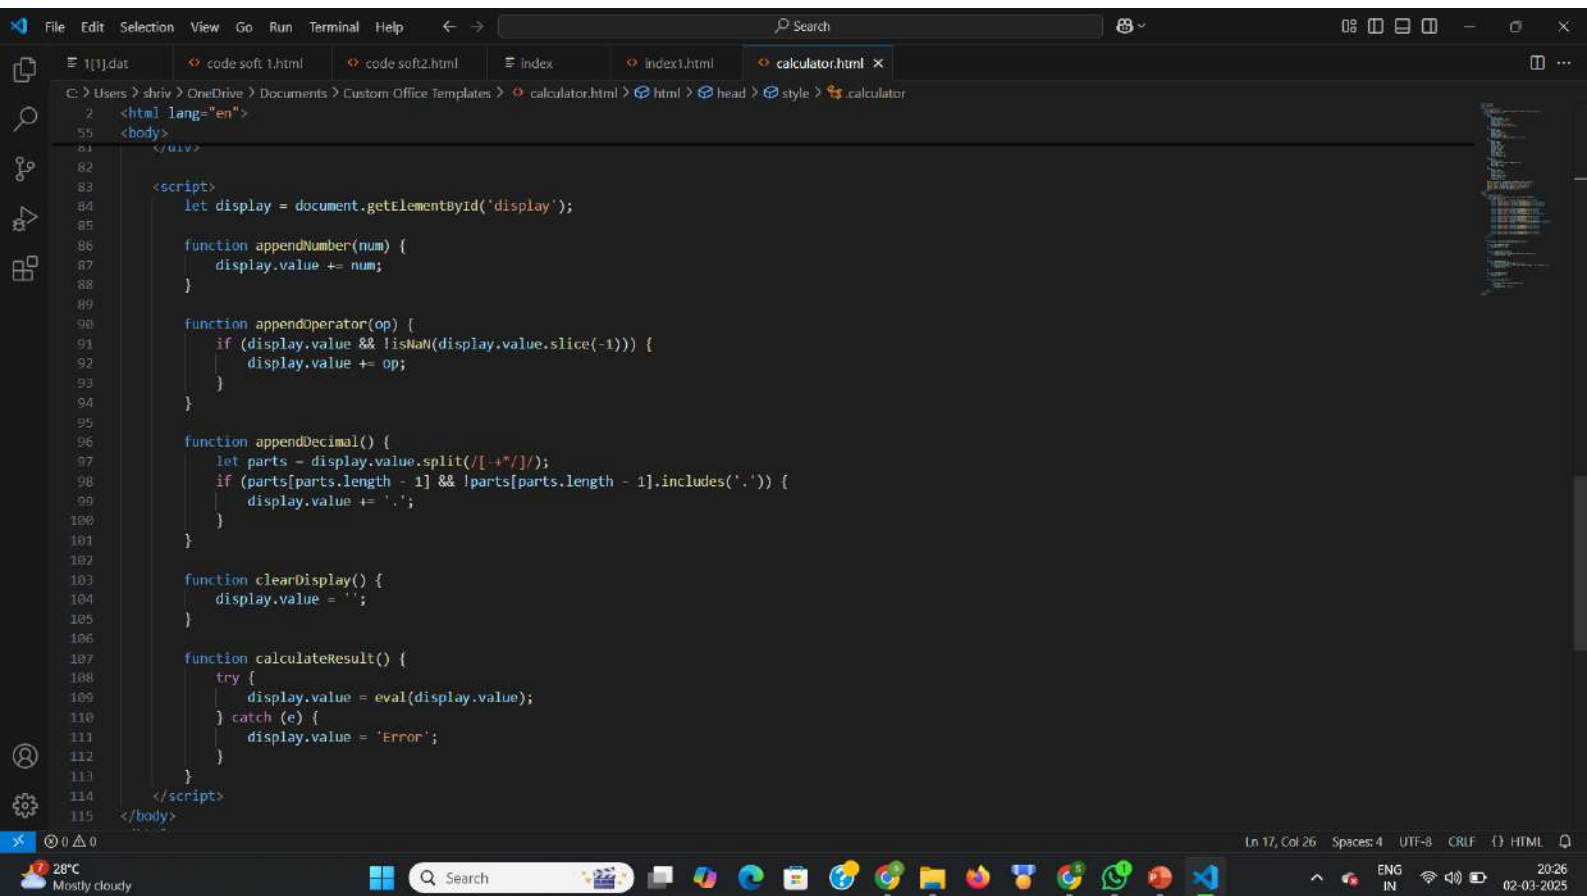 File Edit Selection View Go Run Terminal Help
Search
1[1].dat code soft 1.html code soft2.html index index1.html calculator.html
C: > Users > shriv > OneDrive > Documents > Custom Office Templates > calculator.html > html > head > style > .calculator
2 <html lang="en">
55 <body>
81 </div>
82
83 <script>
84 let display = document.getElementById('display');
85
86 function appendNumber(num) {
87 display.value += num;
88 }
89
90 function appendOperator(op) {
91 if (display.value && !isNaN(display.value.slice(-1))) {
92 display.value += op;
93 }
94 }
95
96 function appendDecimal() {
97 let parts = display.value.split(/[-+*/]/);
98 if (parts[parts.length - 1] && !parts[parts.length - 1].includes('.')) {
99 display.value += '.';
100 }
101 }
102
103 function clearDisplay() {
104 display.value = '';
105 }
106
107 function calculateResult() {
108 try {
109 display.value = eval(display.value);
110 } catch (e) {
111 display.value = 'Error';
112 }
113 }
114 </script>
115 </body>
0 0 Ln 17, Col 26 Spaces: 4 UTF-8 CRLF {} HTML
7 28°C
Mostly cloudy
Search
ENG
IN
20:26
02-03-2025